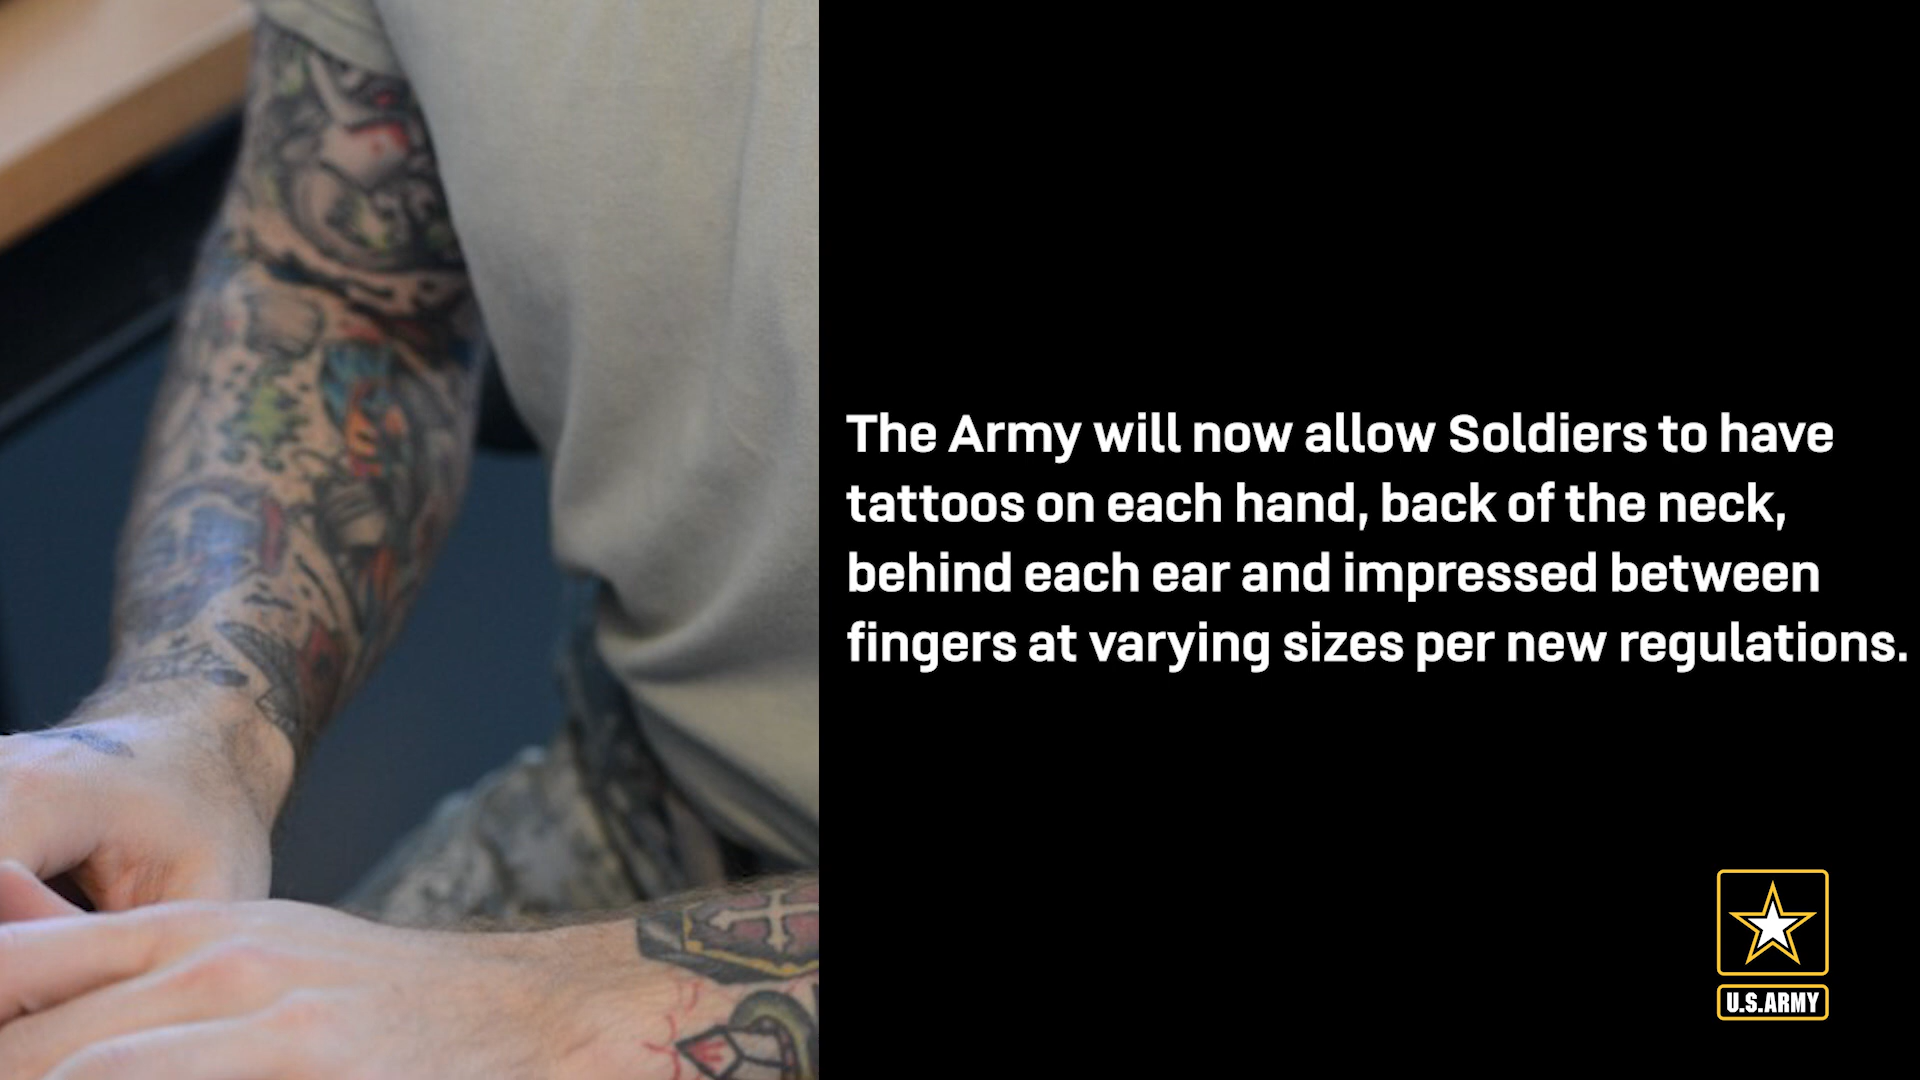 The Army will now allow Soldiers to have
tattoos on each hand, back of the neck,
behind each ear and impressed between
fingers at varying sizes per new regulations.
U.S.ARMY